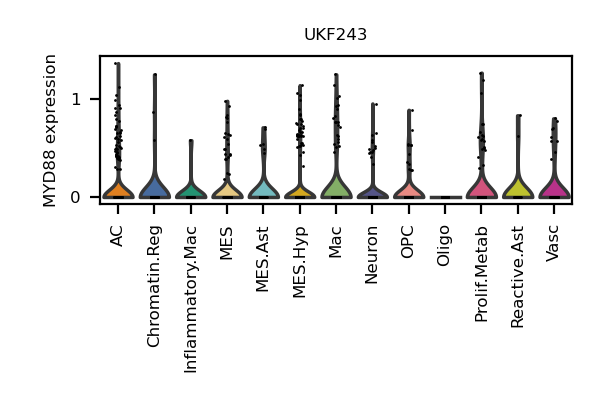 UKF243
MYD88 expression
1
0
AC
Chromatin.Reg
Inflammatory.Mac
MES
MES.Ast
MES.Hyp
Mac
Neuron
OPC
Oligo
Prolif.Metab
Reactive.Ast
Vasc